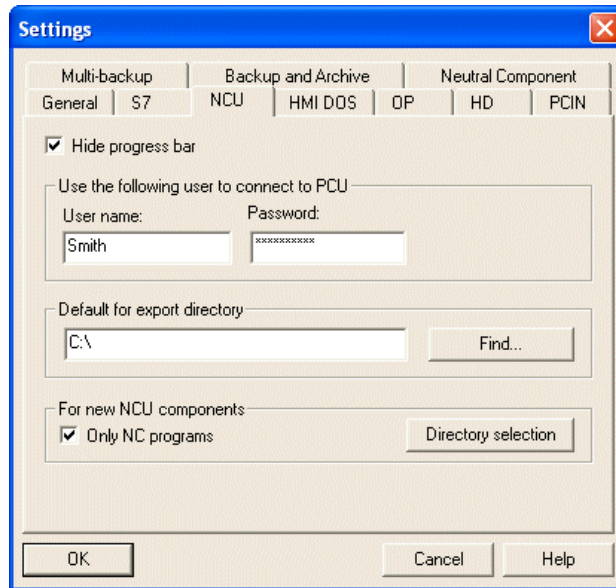 Settings
Multi-backup Backup and Archive Neutral Component
General S7 NCU HMI DOS OP HD PCIN
Hide progress bar
Use the following user to connect to PCU
User name: Password:
Smith **********
Default for export directory
C:\ Find...
For new NCU components
Only NC programs Directory selection
OK Cancel Help